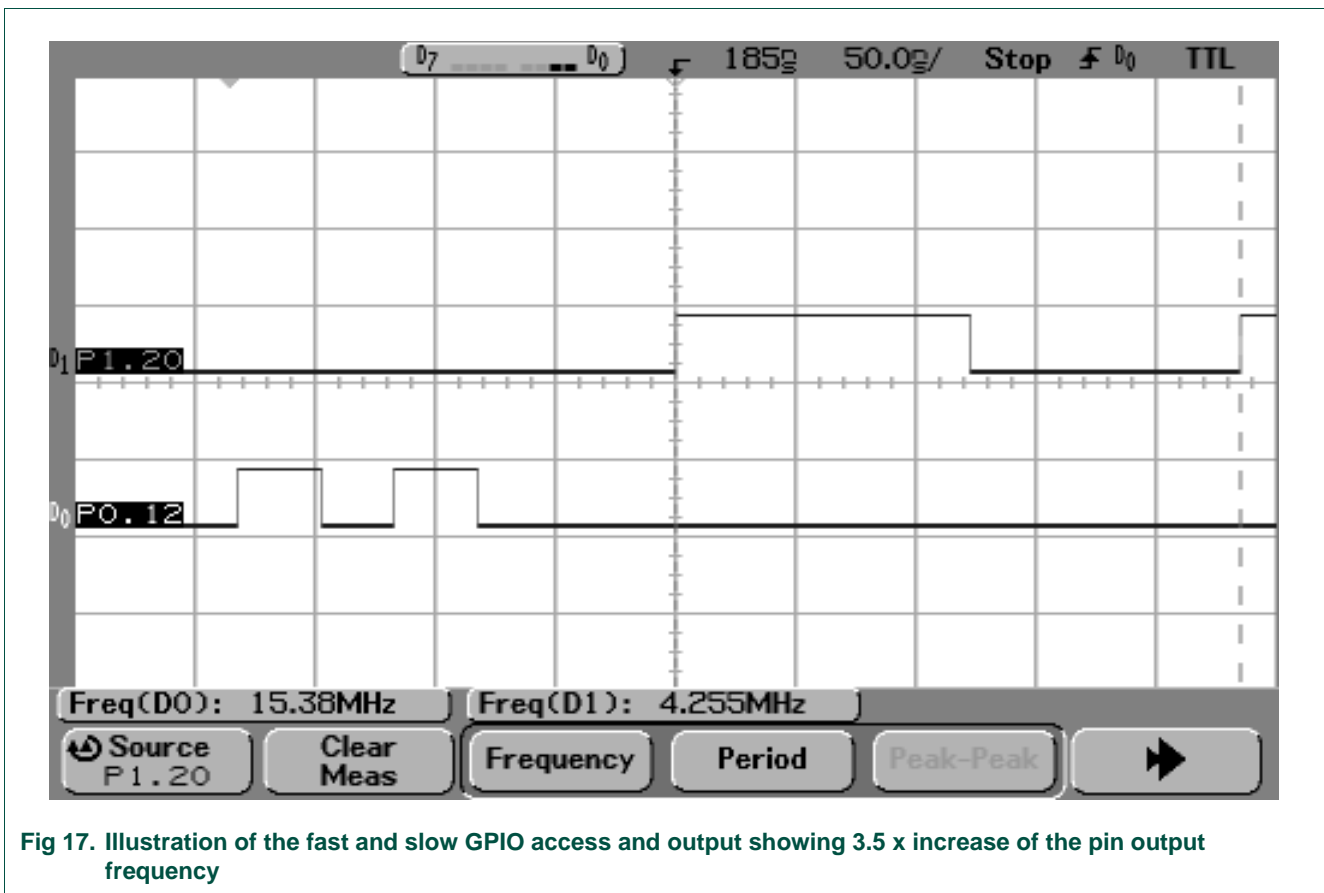 D7 D0 185ns 50.0ns/ Stop D0 TTL
D1 P1.20
D0 P0.12
Freq(D0): 15.38MHz Freq(D1): 4.255MHz
Source Clear Frequency Period Peak-Peak
P1.20 Meas
Fig 17. Illustration of the fast and slow GPIO access and output showing 3.5 x increase of the pin output
frequency